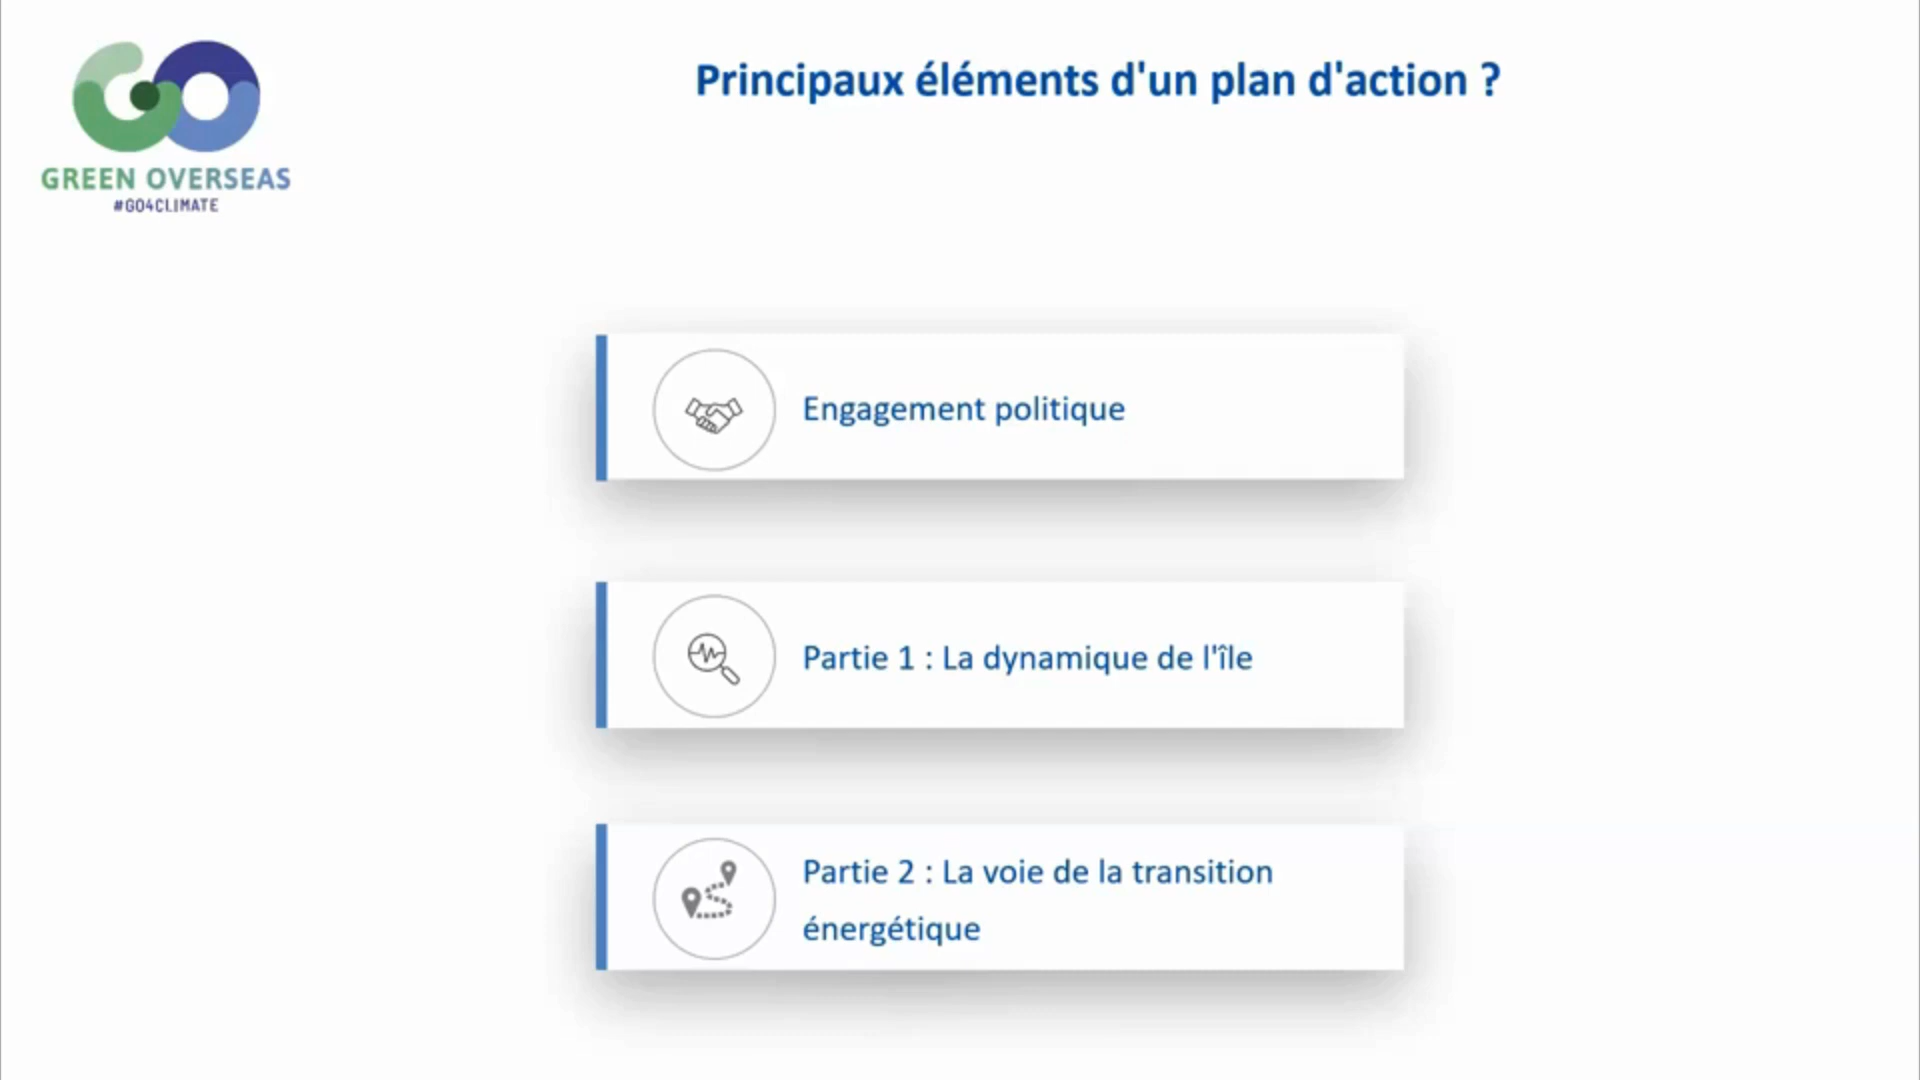 GREEN OVERSEAS
#GO4CLIMATE
Principaux éléments d'un plan d'action ?
Engagement politique
Partie 1 : La dynamique de l'île
Partie 2 : La voie de la transition
énergétique